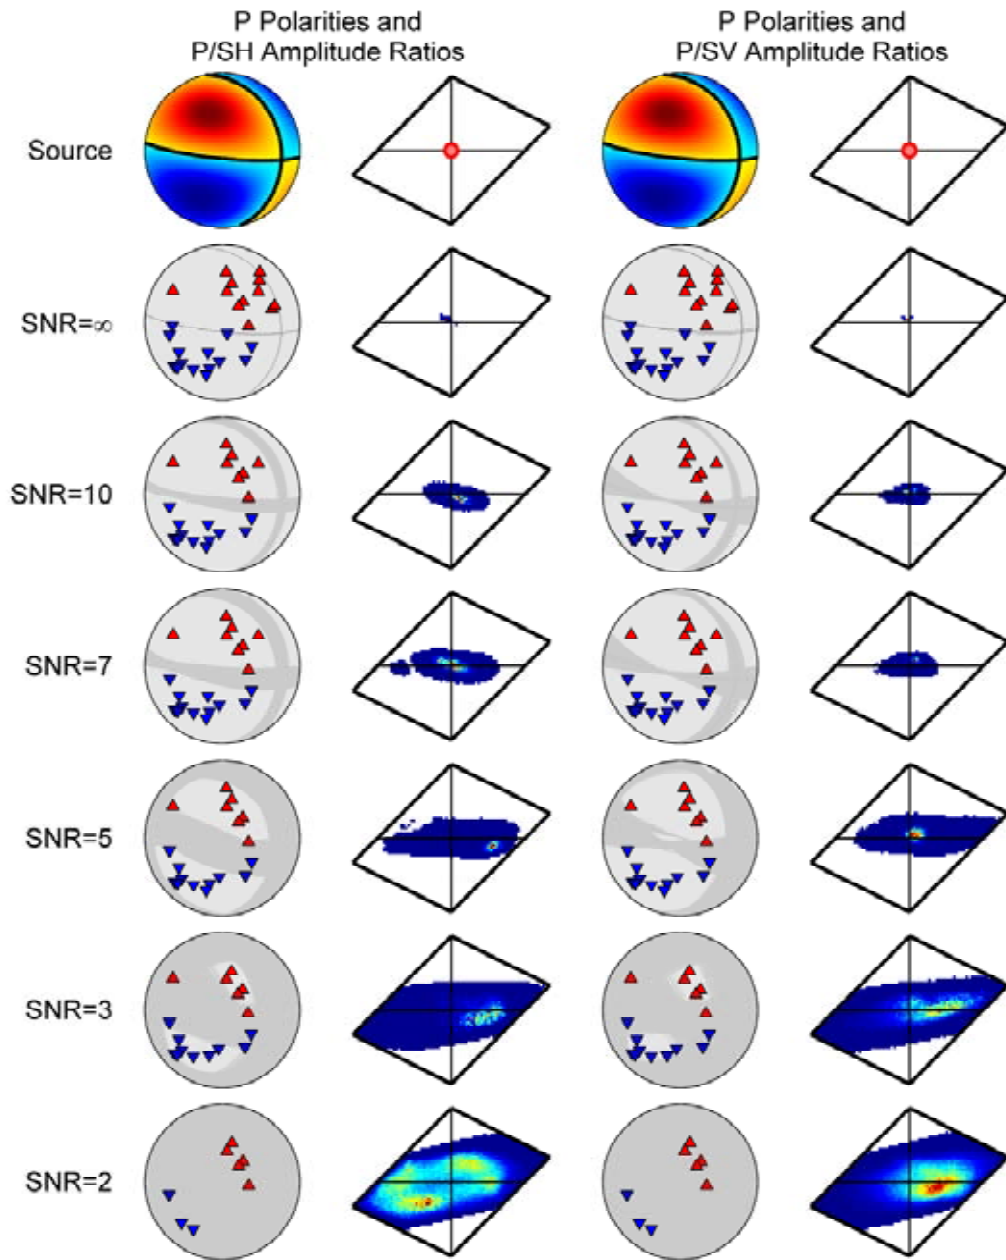 P Polarities and
P/SH Amplitude Ratios
P Polarities and
P/SV Amplitude Ratios
Source
SNR=∞
SNR=10
SNR=7
SNR=5
SNR=3
SNR=2